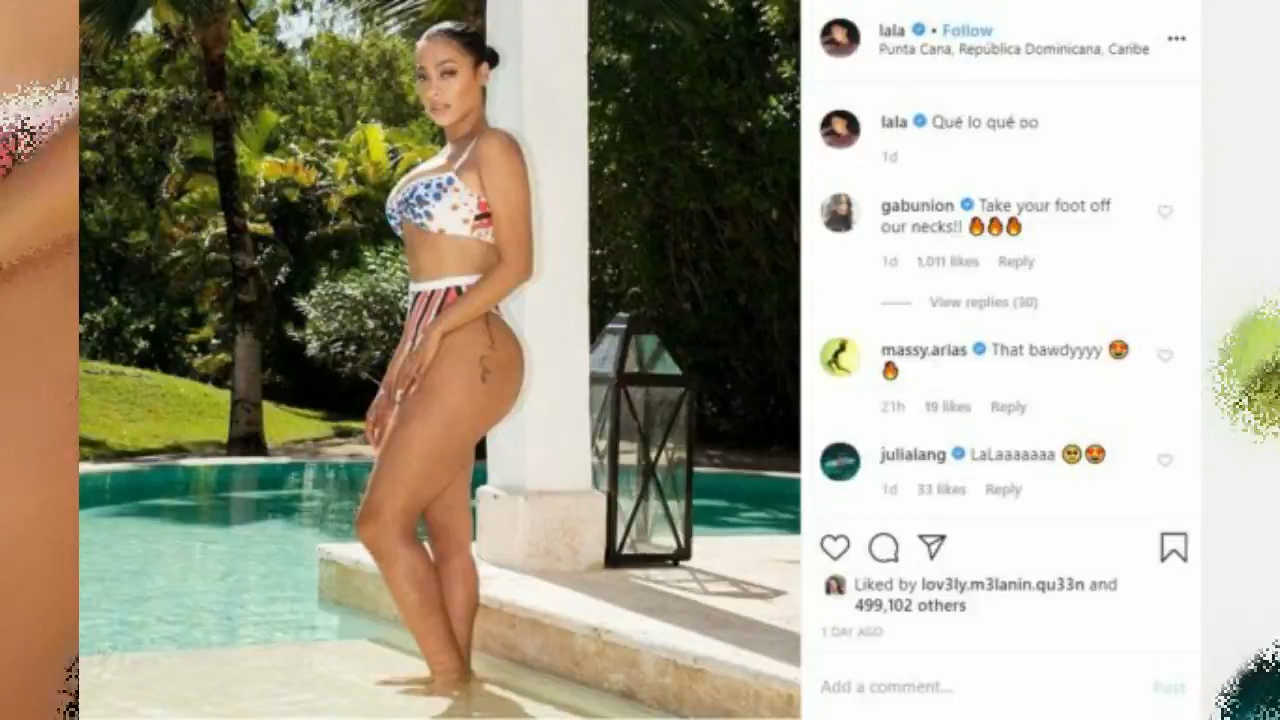 lala • Follow
Punta Cana, República Dominicana, Caribe
lala Qué lo qué oo
1d
gabunion Take your foot off
our necks!! 🔥🔥🔥
1d 1,011 likes Reply
View replies (30)
massy.arias That bawdyyyy 😍
🔥
21h 19 likes Reply
julialang LaLaaaaaaa 🥺😍
1d 33 likes Reply
Liked by lov3ly.m3lanin.qu33n and
499,102 others
1 DAY AGO
Add a comment... Post